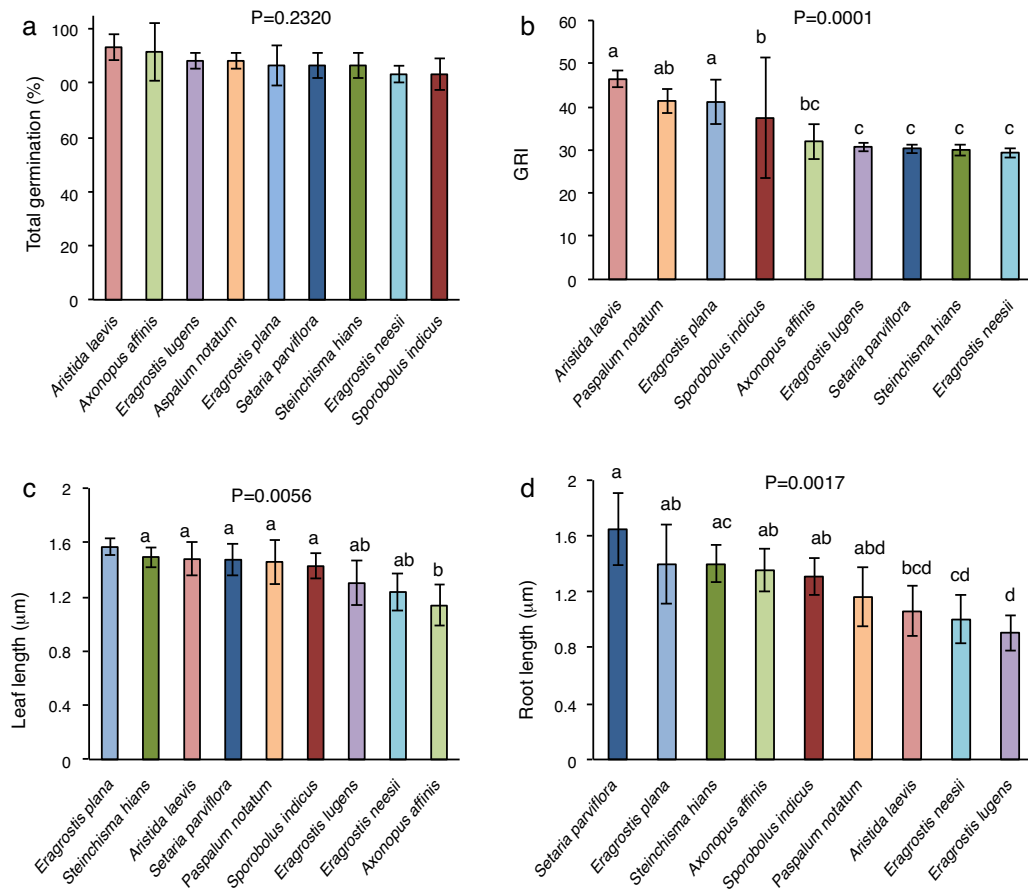 a
P=0.2320
Total germination (%)
100
00
60
40
20
0
Aristida laevis
Axonopus affinis
Eragrostis lugens
Aspalum notatum
Eragrostis plana
Setaria parviflora
Steinchisma hians
Eragrostis neesii
Sporobolus indicus
b
P=0.0001
GRI
60
50
40
30
20
10
0
a
ab
a
b
bc
c
c
c
c
Aristida laevis
Paspalum notatum
Eragrostis plana
Sporobolus indicus
Axonopus affinis
Eragrostis lugens
Setaria parviflora
Steinchisma hians
Eragrostis neesii
c
P=0.0056
Leaf length (μm)
2
1.6
1.2
0.8
0.4
0
a
a
a
a
a
ab
ab
b
Eragrostis plana
Steinchisma hians
Aristida laevis
Setaria parviflora
Paspalum notatum
Sporobolus indicus
Eragrostis lugens
Eragrostis neesii
Axonopus affinis
d
P=0.0017
Root length (μm)
2
1.6
1.2
0.8
0.4
0
a
ab
ac
ab
ab
abd
bcd
cd
d
Setaria parviflora
Eragrostis plana
Steinchisma hians
Axonopus affinis
Sporobolus indicus
Paspalum notatum
Aristida laevis
Eragrostis neesii
Eragrostis lugens